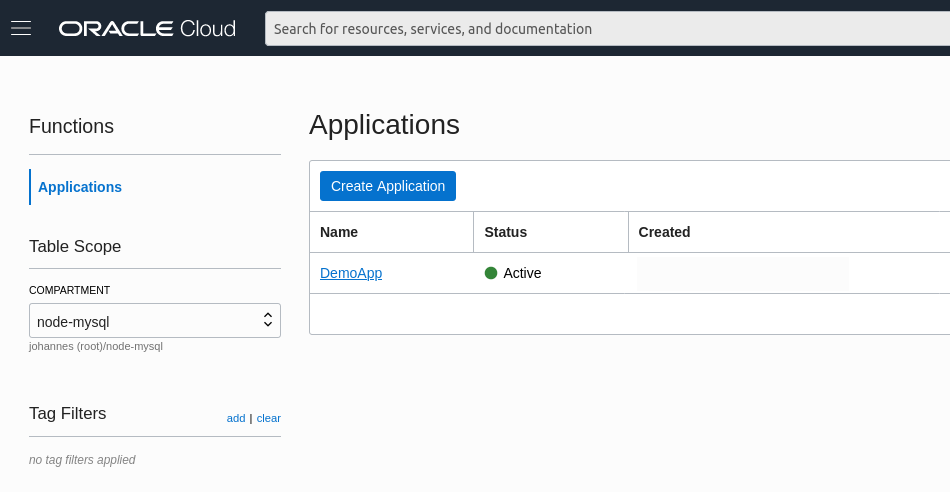 ORACLE Cloud
Search for resources, services, and documentation
Functions
Applications
Table Scope
COMPARTMENT
node-mysql
johannes (root)/node-mysql
Tag Filters
add | clear
no tag filters applied
Applications
Create Application
Name Status Created
DemoApp Active